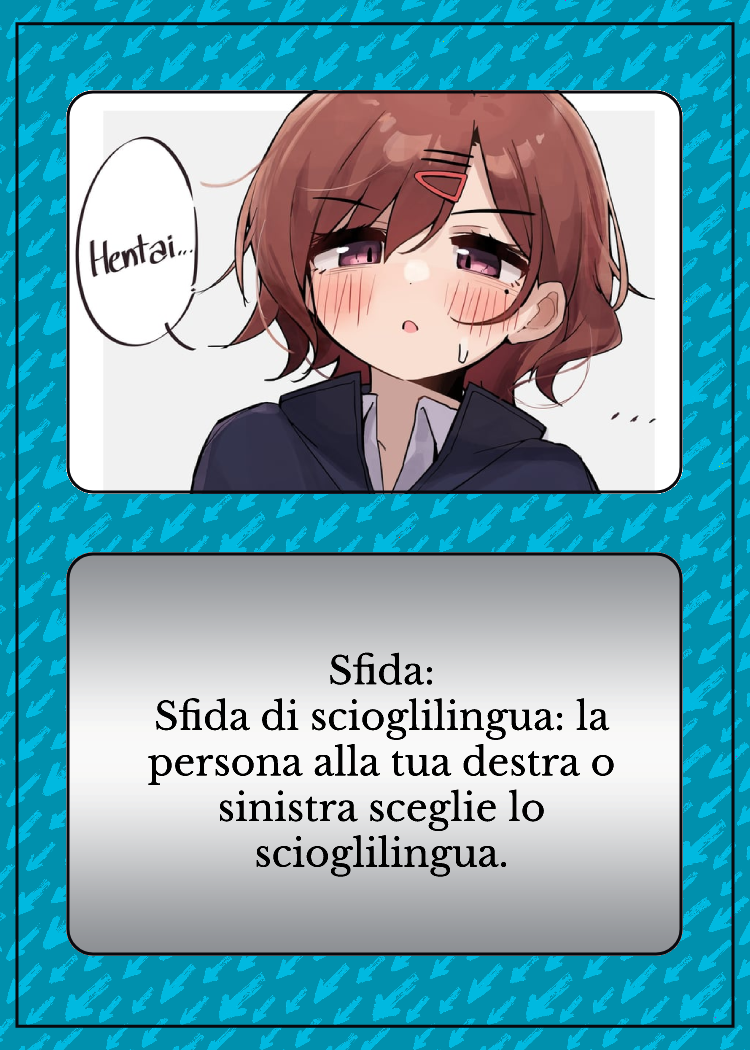 Hentai...
Sfida:
Sfida di scioglilingua: la
persona alla tua destra o
sinistra sceglie lo
scioglilingua.